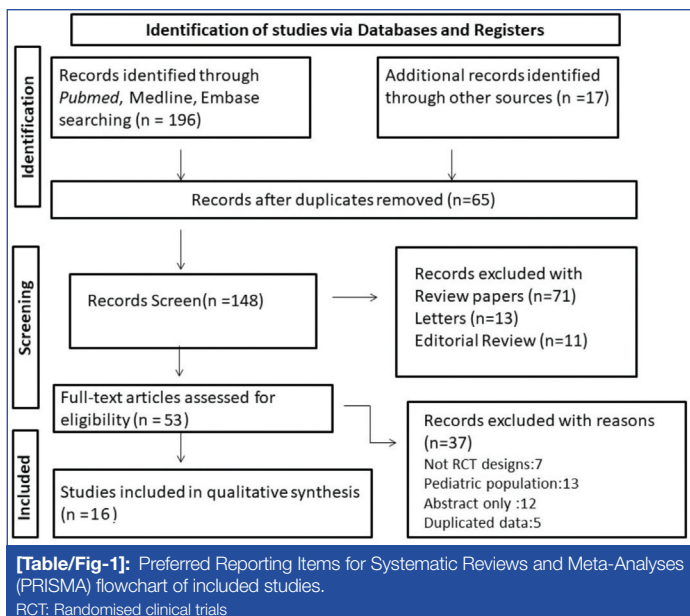 Identification of studies via Databases and Registers
Identification
Records identified through
Pubmed, Medline, Embase
searching (n = 196)
Additional records identified
through other sources (n =17)
Records after duplicates removed (n=65)
Screening
Records Screen(n =148)
Records excluded with
Review papers (n=71)
Letters (n=13)
Editorial Review (n=11)
Full-text articles assessed for
eligibility (n = 53)
Records excluded with reasons
(n=37)
Not RCT designs:7
Pediatric population:13
Abstract only :12
Duplicated data:5
Included
Studies included in qualitative synthesis
(n =16)
[Table/Fig-1]: Preferred Reporting Items for Systematic Reviews and Meta-Analyses
(PRISMA) flowchart of included studies.
RCT: Randomised clinical trials